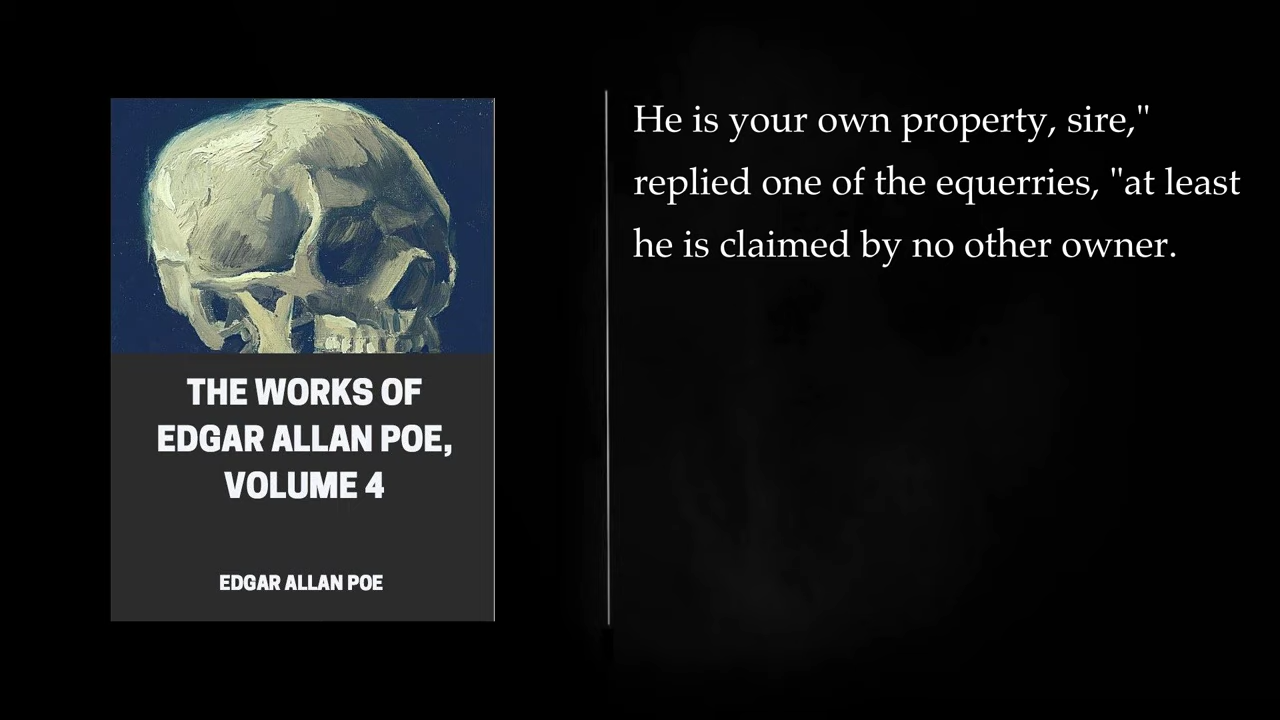 THE WORKS OF
EDGAR ALLAN POE,
VOLUME 4
EDGAR ALLAN POE
He is your own property, sire,"
replied one of the equerries, "at least
he is claimed by no other owner.